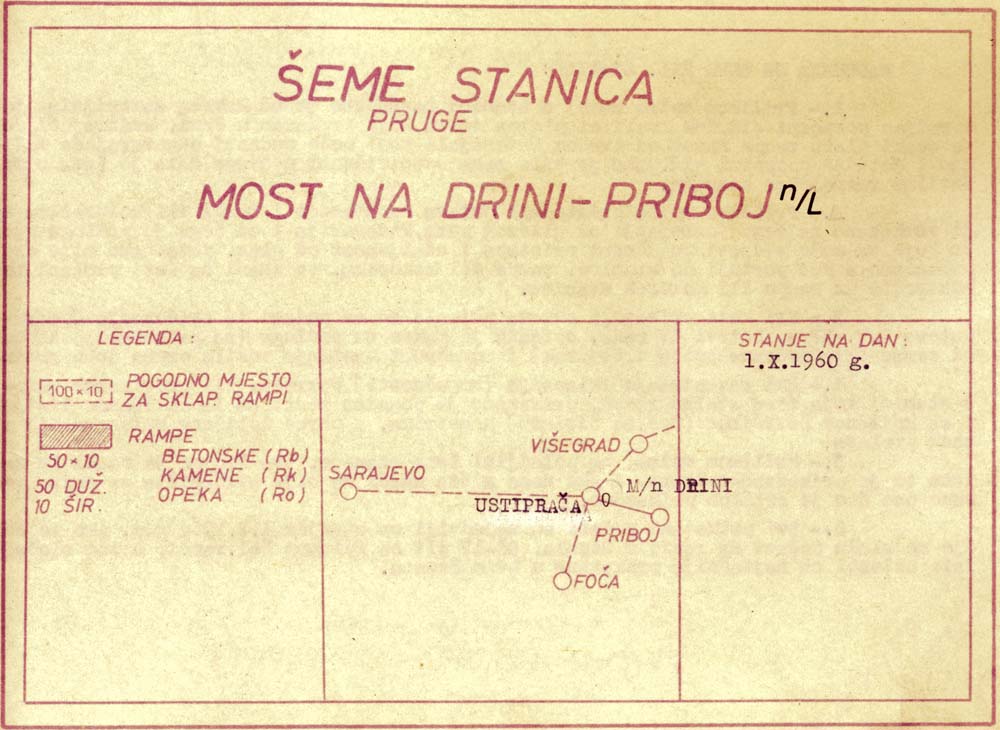 ŠEME STANICA
PRUGE
MOST NA DRINI-PRIBOJ n/L
LEGENDA:
100×10
POGODNO MJESTO
ZA SKLAP. RAMPI
RAMPE
50×10
BETONSKE (Rb)
KAMENE (Rk)
50 DUŽ.
OPEKA (Ro)
10 ŠIR.
VIŠEGRAD
SARAJEVO
M/n DRINI
USTIPRAČA
O
PRIBOJ
FOČA
STANJE NA DAN:
1.X.1960 g.